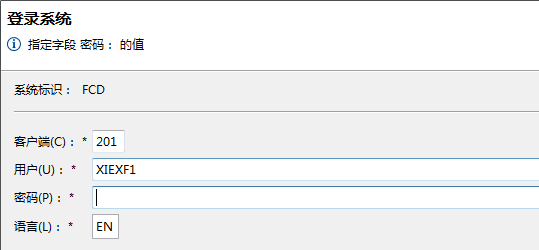 登录系统
指定字段 密码： 的值
系统标识： FCD
客户端(C)：* 201
用户(U)：* XIEXF1
密码(P)：*
语言(L)：* EN